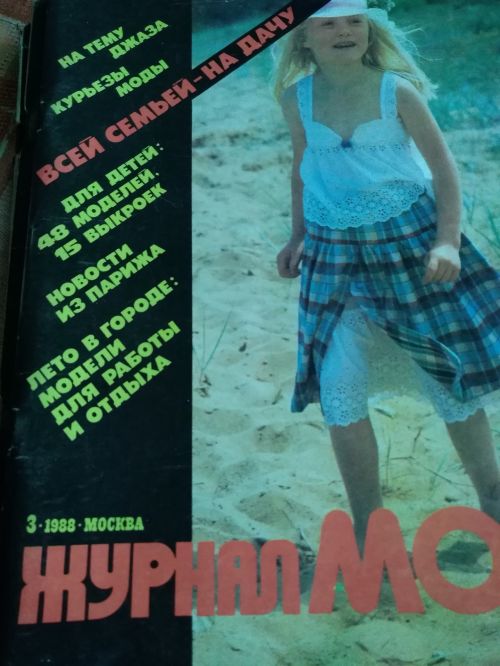 НА ТЕМУ
ДЖАЗА
КУРЬЕЗЫ
МОДЫ
ВСЕЙ СЕМЬЕЙ-НА ДАЧУ
ДЛЯ ДЕТЕЙ:
48 МОДЕЛЕЙ.
15 ВЫКРОЕК
НОВОСТИ
ИЗ ПАРИЖА
ЛЕТО В ГОРОДЕ:
МОДЕЛИ
ДЛЯ РАБОТЫ
И ОТДЫХА
3·1988·МОСКВА
ЖУРНАЛ МО